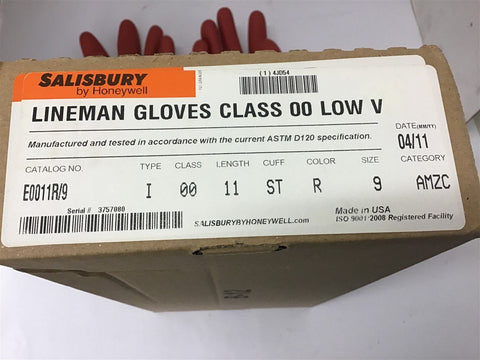 SALISBURY
by Honeywell
(1) 4J054
LINEMAN GLOVES CLASS 00 LOW V
Manufactured and tested in accordance with the current ASTM D120 specification.
DATE(MM/YY)
04/11
CATALOG NO. TYPE CLASS LENGTH CUFF COLOR SIZE CATEGORY
E0011R/9 I 00 11 ST R 9 AMZC
Serial # 3757080
SALISBURYBYHONEYWELL.com
Made in USA
ISO 9001:2008 Registered Facility